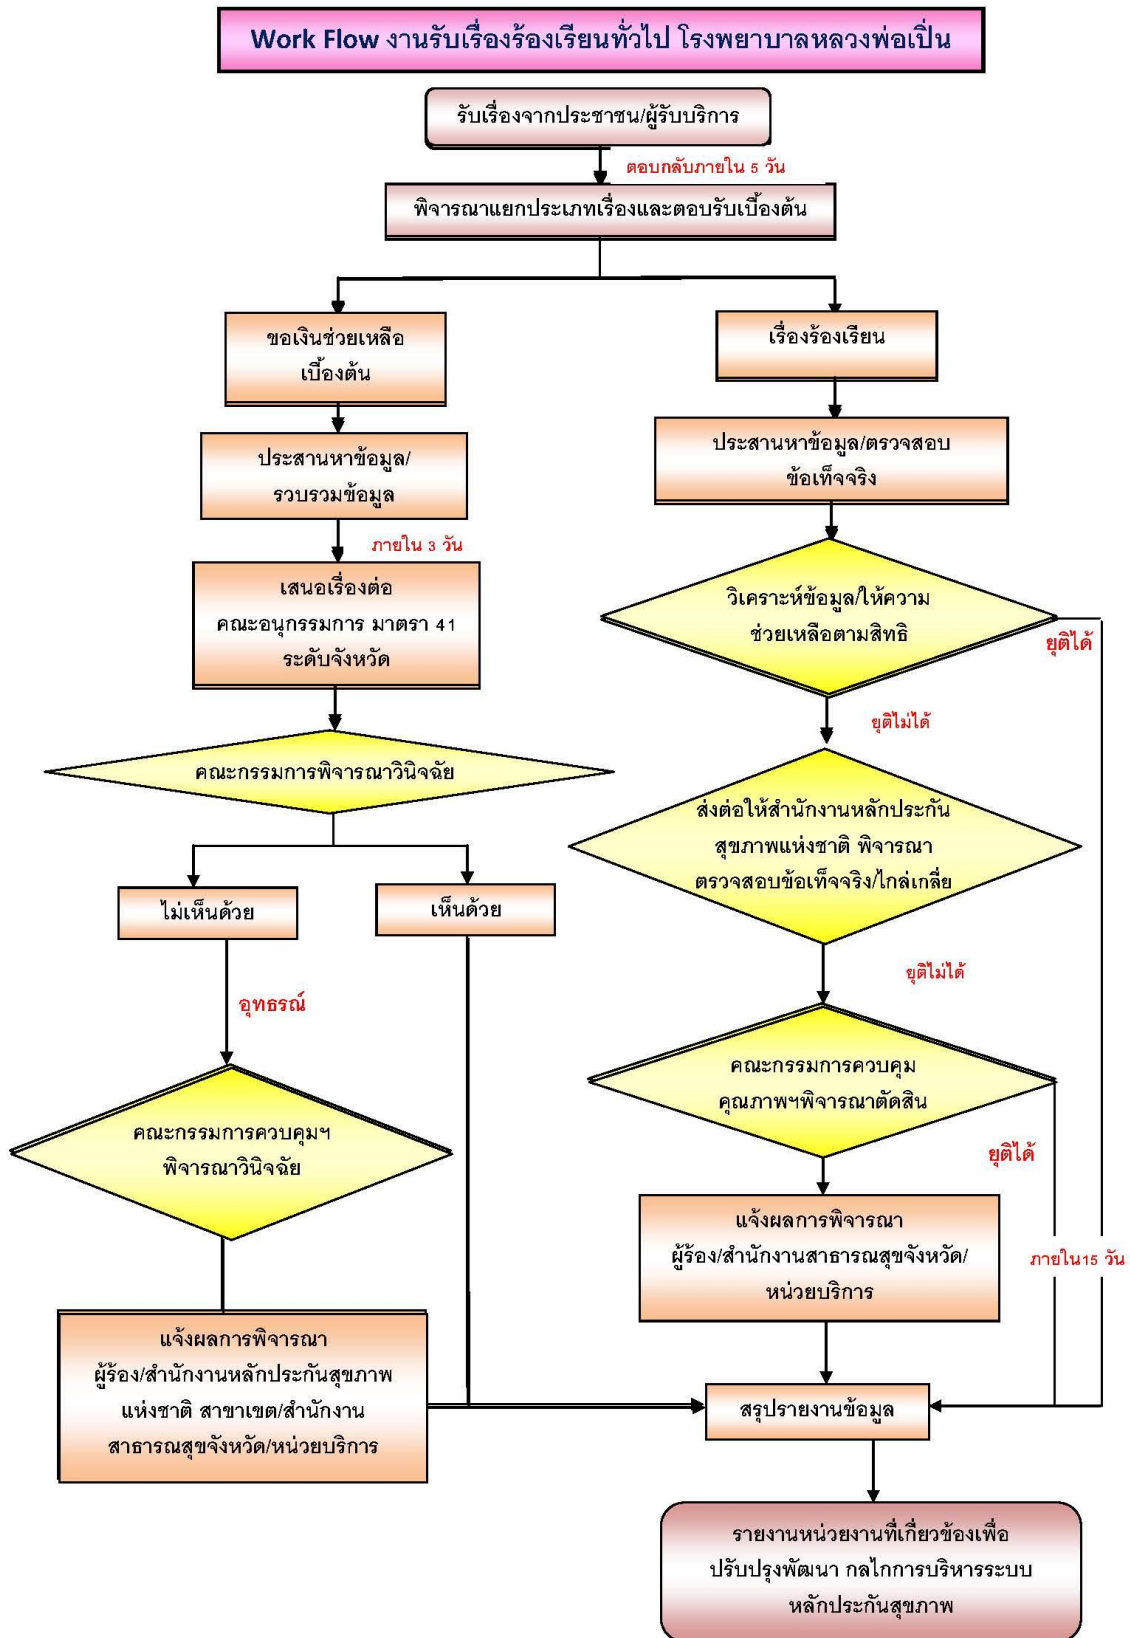 Work Flow งานรับเรื่องร้องเรียนทั่วไป โรงพยาบาลหลวงพ่อเปิ่น
รับเรื่องจากประชาชน/ผู้รับบริการ
ตอบกลับภายใน 5 วัน
พิจารณาแยกประเภทเรื่องและตอบรับเบื้องต้น
ขอเงินช่วยเหลือ
เบื้องต้น
ประสานหาข้อมูล/
รวบรวมข้อมูล
ภายใน 3 วัน
เสนอเรื่องต่อ
คณะอนุกรรมการ มาตรา 41
ระดับจังหวัด
คณะกรรมการพิจารณาวินิจฉัย
ไม่เห็นด้วย
เห็นด้วย
อุทธรณ์
คณะกรรมการควบคุมฯ
พิจารณาวินิจฉัย
แจ้งผลการพิจารณา
ผู้ร้อง/สำนักงานหลักประกันสุขภาพ
แห่งชาติ สาขาเขต/สำนักงาน
สาธารณสุขจังหวัด/หน่วยบริการ
เรื่องร้องเรียน
ประสานหาข้อมูล/ตรวจสอบ
ข้อเท็จจริง
วิเคราะห์ข้อมูล/ให้ความ
ช่วยเหลือตามสิทธิ
ยุติได้
ยุติไม่ได้
ส่งต่อให้สำนักงานหลักประกัน
สุขภาพแห่งชาติ พิจารณา
ตรวจสอบข้อเท็จจริง/ไกล่เกลี่ย
ยุติไม่ได้
คณะกรรมการควบคุม
คุณภาพฯพิจารณาตัดสิน
ยุติได้
แจ้งผลการพิจารณา
ผู้ร้อง/สำนักงานสาธารณสุขจังหวัด/
หน่วยบริการ
ภายใน15 วัน
สรุปรายงานข้อมูล
รายงานหน่วยงานที่เกี่ยวข้องเพื่อ
ปรับปรุงพัฒนา กลไกการบริหารระบบ
หลักประกันสุขภาพ